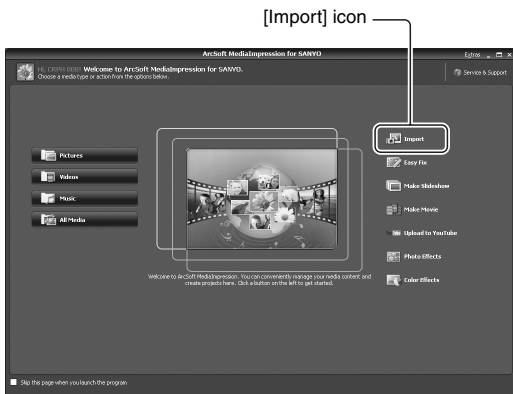 [Import] icon
ArcSoft MediaImpression for SANYO
Extras
Welcome to ArcSoft MediaImpression for SANYO.
Choose a media type or action from the options below.
Service & Support
Pictures
Videos
Music
All Media
Import
Easy Fix
Make Slideshow
Make Movie
Upload to YouTube
Photo Effects
Color Effects
Welcome to ArcSoft MediaImpression. You can conveniently manage your media content and
create projects here. Click a button on the left to get started.
Skip this page when you launch the program